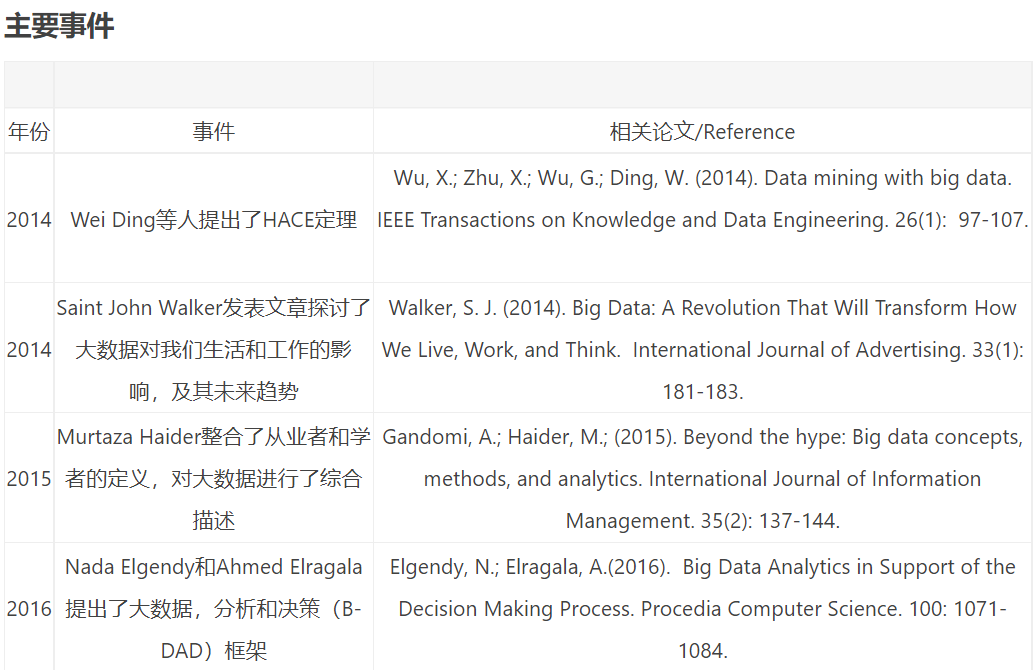 主要事件
年份 事件 相关论文/Reference
Wu, X.; Zhu, X.; Wu, G.; Ding, W. (2014). Data mining with big data.
2014 Wei Ding等人提出了HACE定理 IEEE Transactions on Knowledge and Data Engineering. 26(1):  97-107.
Saint John Walker发表文章探讨了 Walker, S. J. (2014). Big Data: A Revolution That Will Transform How
2014 大数据对我们生活和工作的影 We Live, Work, and Think.  International Journal of Advertising. 33(1):
响，及其未来趋势 181-183.
Murtaza Haider整合了从业者和学 Gandomi, A.; Haider, M.; (2015). Beyond the hype: Big data concepts,
2015 者的定义，对大数据进行了综合 methods, and analytics. International Journal of Information
描述 Management. 35(2): 137-144.
Nada Elgendy和Ahmed Elragala Elgendy, N.; Elragala, A.(2016).  Big Data Analytics in Support of the
2016 提出了大数据，分析和决策（B- Decision Making Process. Procedia Computer Science. 100: 1071-
DAD）框架 1084.